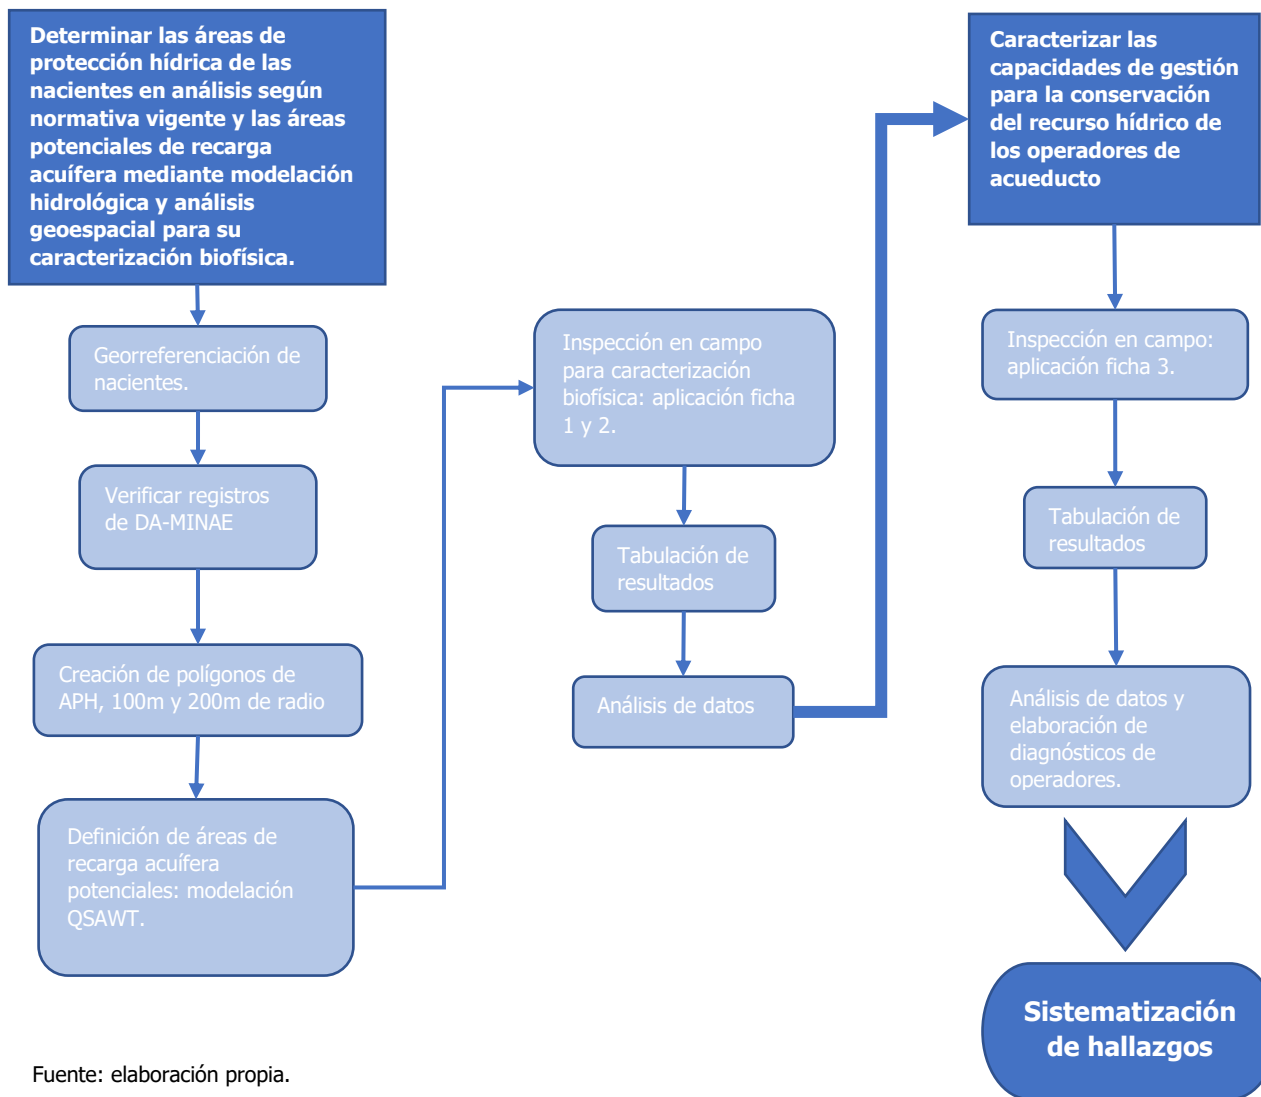 Determinar las áreas de
protección hídrica de las
nacientes en análisis según
normativa vigente y las áreas
potenciales de recarga
acuífera mediante modelación
hidrológica y análisis
geoespacial para su
caracterización biofísica.
Georreferenciación de
nacientes.
Verificar registros
de DA-MINAE
Creación de polígonos de
APH, 100m y 200m de radio
Definición de áreas de
recarga acuífera
potenciales: modelación
QSAWT.
Inspección en campo
para caracterización
biofísica: aplicación ficha
1 y 2.
Tabulación de
resultados
Análisis de datos
Caracterizar las
capacidades de gestión
para la conservación
del recurso hídrico de
los operadores de
acueducto
Inspección en campo:
aplicación ficha 3.
Tabulación de
resultados
Análisis de datos y
elaboración de
diagnósticos de
operadores.
Sistematización
de hallazgos
Fuente: elaboración propia.